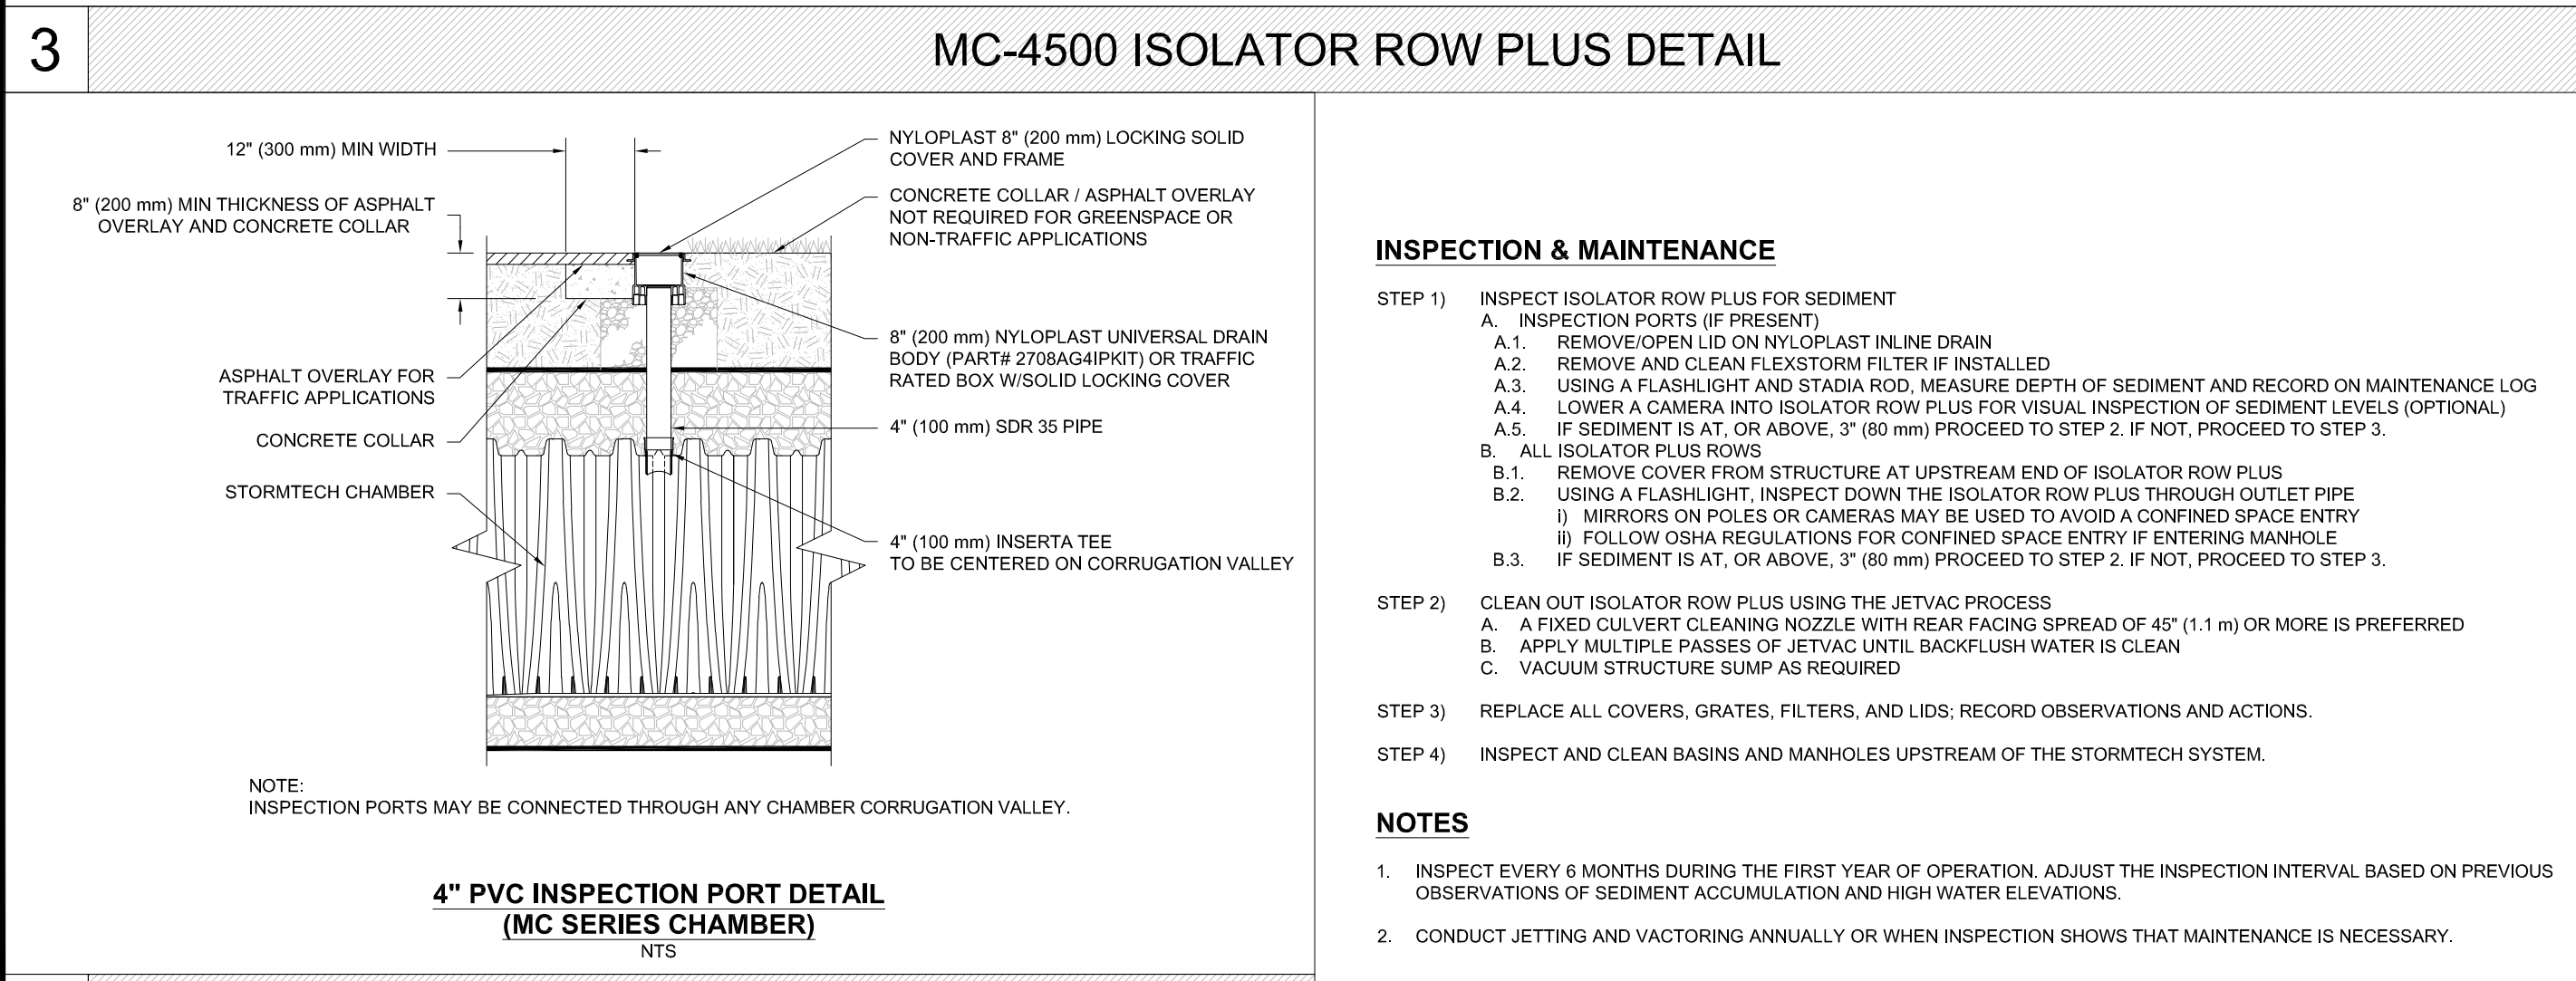 3
MC-4500 ISOLATOR ROW PLUS DETAIL
12" (300 mm) MIN WIDTH
8" (200 mm) MIN THICKNESS OF ASPHALT
OVERLAY AND CONCRETE COLLAR
ASPHALT OVERLAY FOR
TRAFFIC APPLICATIONS
CONCRETE COLLAR
STORMTECH CHAMBER
NYLOPLAST 8" (200 mm) LOCKING SOLID
COVER AND FRAME
CONCRETE COLLAR / ASPHALT OVERLAY
NOT REQUIRED FOR GREENSPACE OR
NON-TRAFFIC APPLICATIONS
8" (200 mm) NYLOPLAST UNIVERSAL DRAIN
BODY (PART# 2708AG4IPKIT) OR TRAFFIC
RATED BOX W/SOLID LOCKING COVER
4" (100 mm) SDR 35 PIPE
4" (100 mm) INSERTA TEE
TO BE CENTERED ON CORRUGATION VALLEY
NOTE:
INSPECTION PORTS MAY BE CONNECTED THROUGH ANY CHAMBER CORRUGATION VALLEY.
4" PVC INSPECTION PORT DETAIL
(MC SERIES CHAMBER)
NTS
INSPECTION & MAINTENANCE
STEP 1) INSPECT ISOLATOR ROW PLUS FOR SEDIMENT
A. INSPECTION PORTS (IF PRESENT)
A.1. REMOVE/OPEN LID ON NYLOPLAST INLINE DRAIN
A.2. REMOVE AND CLEAN FLEXSTORM FILTER IF INSTALLED
A.3. USING A FLASHLIGHT AND STADIA ROD, MEASURE DEPTH OF SEDIMENT AND RECORD ON MAINTENANCE LOG
A.4. LOWER A CAMERA INTO ISOLATOR ROW PLUS FOR VISUAL INSPECTION OF SEDIMENT LEVELS (OPTIONAL)
A.5. IF SEDIMENT IS AT, OR ABOVE, 3" (80 mm) PROCEED TO STEP 2. IF NOT, PROCEED TO STEP 3.
B. ALL ISOLATOR PLUS ROWS
B.1. REMOVE COVER FROM STRUCTURE AT UPSTREAM END OF ISOLATOR ROW PLUS
B.2. USING A FLASHLIGHT, INSPECT DOWN THE ISOLATOR ROW PLUS THROUGH OUTLET PIPE
i) MIRRORS ON POLES OR CAMERAS MAY BE USED TO AVOID A CONFINED SPACE ENTRY
ii) FOLLOW OSHA REGULATIONS FOR CONFINED SPACE ENTRY IF ENTERING MANHOLE
B.3. IF SEDIMENT IS AT, OR ABOVE, 3" (80 mm) PROCEED TO STEP 2. IF NOT, PROCEED TO STEP 3.
STEP 2) CLEAN OUT ISOLATOR ROW PLUS USING THE JETVAC PROCESS
A. A FIXED CULVERT CLEANING NOZZLE WITH REAR FACING SPREAD OF 45" (1.1 m) OR MORE IS PREFERRED
B. APPLY MULTIPLE PASSES OF JETVAC UNTIL BACKFLUSH WATER IS CLEAN
C. VACUUM STRUCTURE SUMP AS REQUIRED
STEP 3) REPLACE ALL COVERS, GRATES, FILTERS, AND LIDS; RECORD OBSERVATIONS AND ACTIONS.
STEP 4) INSPECT AND CLEAN BASINS AND MANHOLES UPSTREAM OF THE STORMTECH SYSTEM.
NOTES
1. INSPECT EVERY 6 MONTHS DURING THE FIRST YEAR OF OPERATION. ADJUST THE INSPECTION INTERVAL BASED ON PREVIOUS
OBSERVATIONS OF SEDIMENT ACCUMULATION AND HIGH WATER ELEVATIONS.
2. CONDUCT JETTING AND VACTORING ANNUALLY OR WHEN INSPECTION SHOWS THAT MAINTENANCE IS NECESSARY.